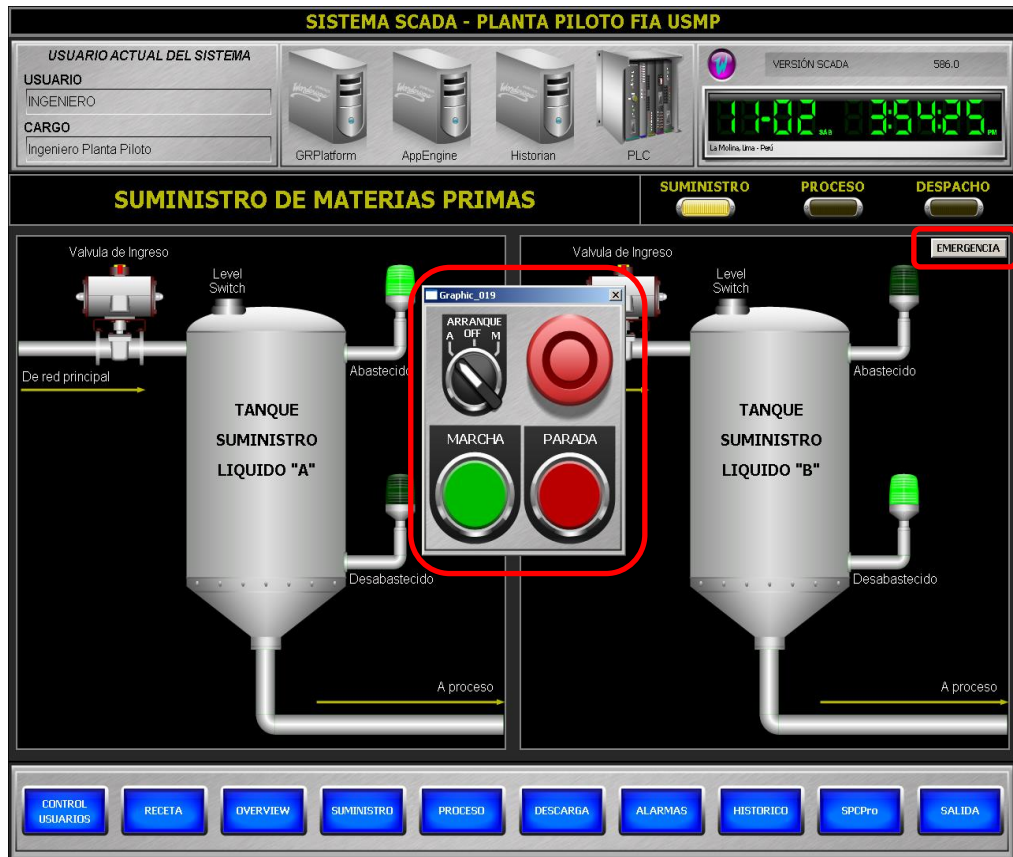 SISTEMA SCADA - PLANTA PILOTO FIA USMP
USUARIO ACTUAL DEL SISTEMA
USUARIO
INGENIERO
CARGO
Ingeniero Planta Piloto
GRPlatform
AppEngine
Historian
PLC
VERSIÓN SCADA
586.0
11-02 SAB 3:54:25 PM
La Molina, Lima - Perú
SUMINISTRO DE MATERIAS PRIMAS
SUMINISTRO
PROCESO
DESPACHO
Valvula de Ingreso
Level
Switch
De red principal
Abastecido
TANQUE
SUMINISTRO
LIQUIDO "A"
Desabastecido
A proceso
Graphic_019
ARRANQUE
A OFF M
MARCHA
PARADA
EMERGENCIA
Valvula de Ingreso
Level
Switch
Abastecido
TANQUE
SUMINISTRO
LIQUIDO "B"
Desabastecido
A proceso
CONTROL
USUARIOS
RECETA
OVERVIEW
SUMINISTRO
PROCESO
DESCARGA
ALARMAS
HISTORICO
SPCPro
SALIDA